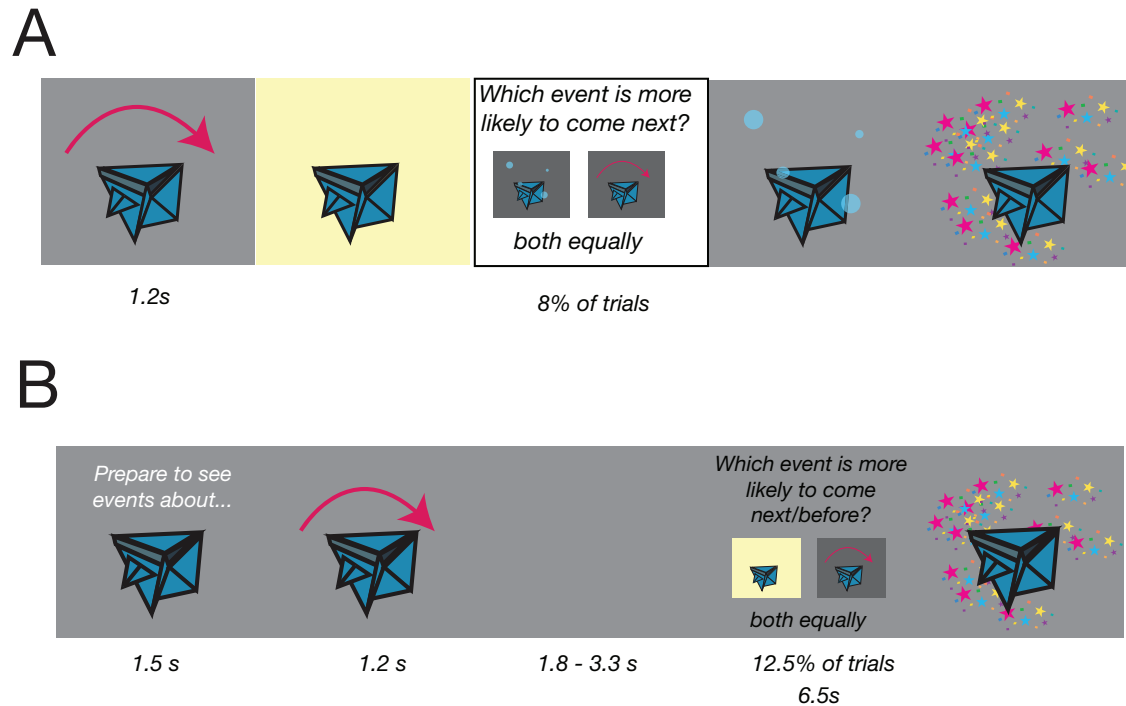 A
Which event is more
likely to come next?
both equally
1.2s
8% of trials
B
Prepare to see
events about...
Which event is more
likely to come
next/before?
both equally
1.5 s
1.2 s
1.8 - 3.3 s
12.5% of trials
6.5s